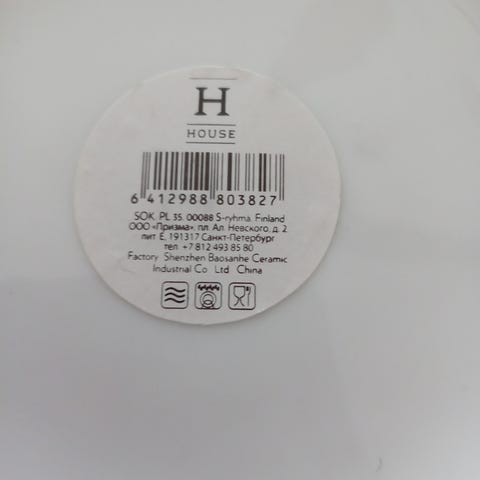 H
HOUSE
6 412988 803827
SOK. PL 35. 00088 S-ryhma. Finland
ООО «Призма», пл. Ал. Невского, д. 2
лит Е, 191317 Санкт-Петербург
тел. +7 812 493 85 80
Factory Shenzhen Baosanhe Ceramic
Industrial Co Ltd China